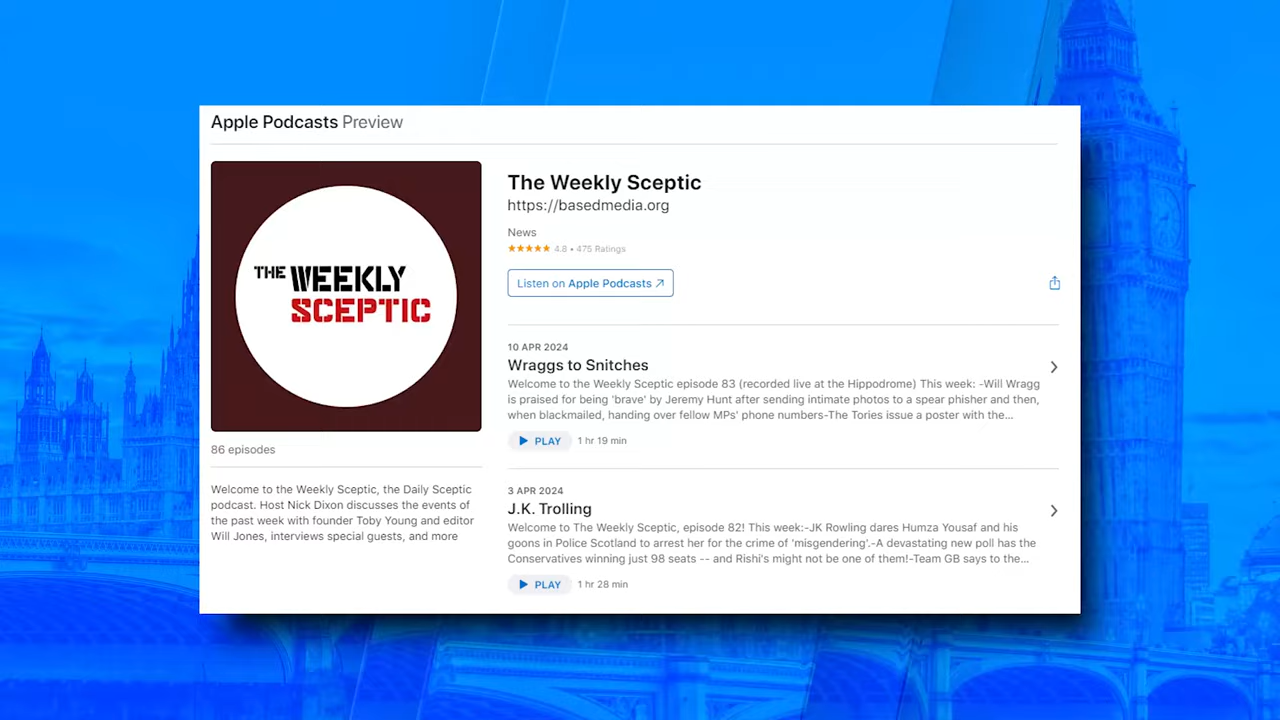 Apple Podcasts Preview
THE WEEKLY
SCEPTIC
86 episodes
Welcome to the Weekly Sceptic, the Daily Sceptic
podcast. Host Nick Dixon discusses the events of
the past week with founder Toby Young and editor
Will Jones, interviews special guests, and more
The Weekly Sceptic
https://basedmedia.org
News
★★★★★ 4.8 • 475 Ratings
Listen on Apple Podcasts ↗
10 APR 2024
Wraggs to Snitches
Welcome to the Weekly Sceptic episode 83 (recorded live at the Hippodrome) This week: -Will Wragg
is praised for being 'brave' by Jeremy Hunt after sending intimate photos to a spear phisher and then,
when blackmailed, handing over fellow MPs' phone numbers-The Tories issue a poster with the...
PLAY 1 hr 19 min
3 APR 2024
J.K. Trolling
Welcome to The Weekly Sceptic, episode 82! This week:-JK Rowling dares Humza Yousaf and his
goons in Police Scotland to arrest her for the crime of 'misgendering'.-A devastating new poll has the
Conservatives winning just 98 seats -- and Rishi's might not be one of them!-Team GB says to the...
PLAY 1 hr 28 min